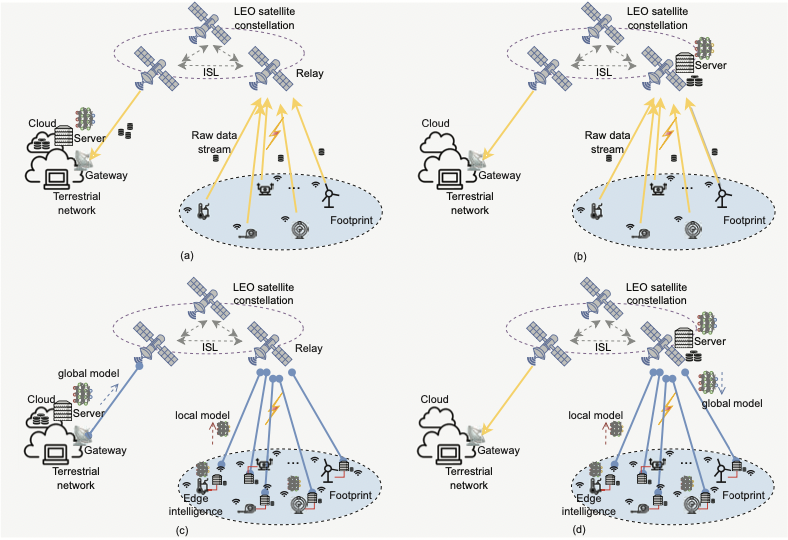 LEO satellite
constellation
ISL
Relay
Cloud
Server
Gateway
Terrestrial
network
Raw data
stream
...
Footprint
(a)
LEO satellite
constellation
Server
ISL
Cloud
Gateway
Terrestrial
network
Raw data
stream
...
Footprint
(b)
LEO satellite
constellation
ISL
Relay
global model
Cloud
Server
Gateway
Terrestrial
network
local model
...
Edge
intelligence
Footprint
(c)
LEO satellite
constellation
Server
ISL
global model
Cloud
Gateway
Terrestrial
network
local model
...
Edge
intelligence
Footprint
(d)